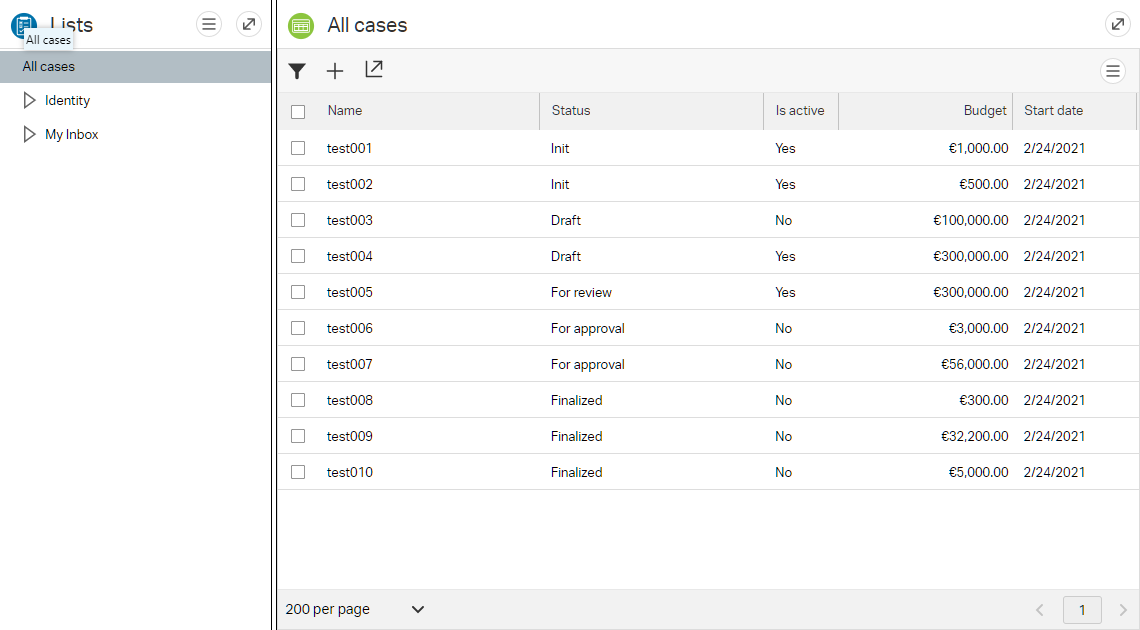 Lists
All cases
All cases
Identity
My Inbox
All cases
Name Status Is active Budget Start date
test001 Init Yes €1,000.00 2/24/2021
test002 Init Yes €500.00 2/24/2021
test003 Draft No €100,000.00 2/24/2021
test004 Draft Yes €300,000.00 2/24/2021
test005 For review Yes €300,000.00 2/24/2021
test006 For approval No €3,000.00 2/24/2021
test007 For approval No €56,000.00 2/24/2021
test008 Finalized No €300.00 2/24/2021
test009 Finalized No €32,200.00 2/24/2021
test010 Finalized No €5,000.00 2/24/2021
200 per page 1